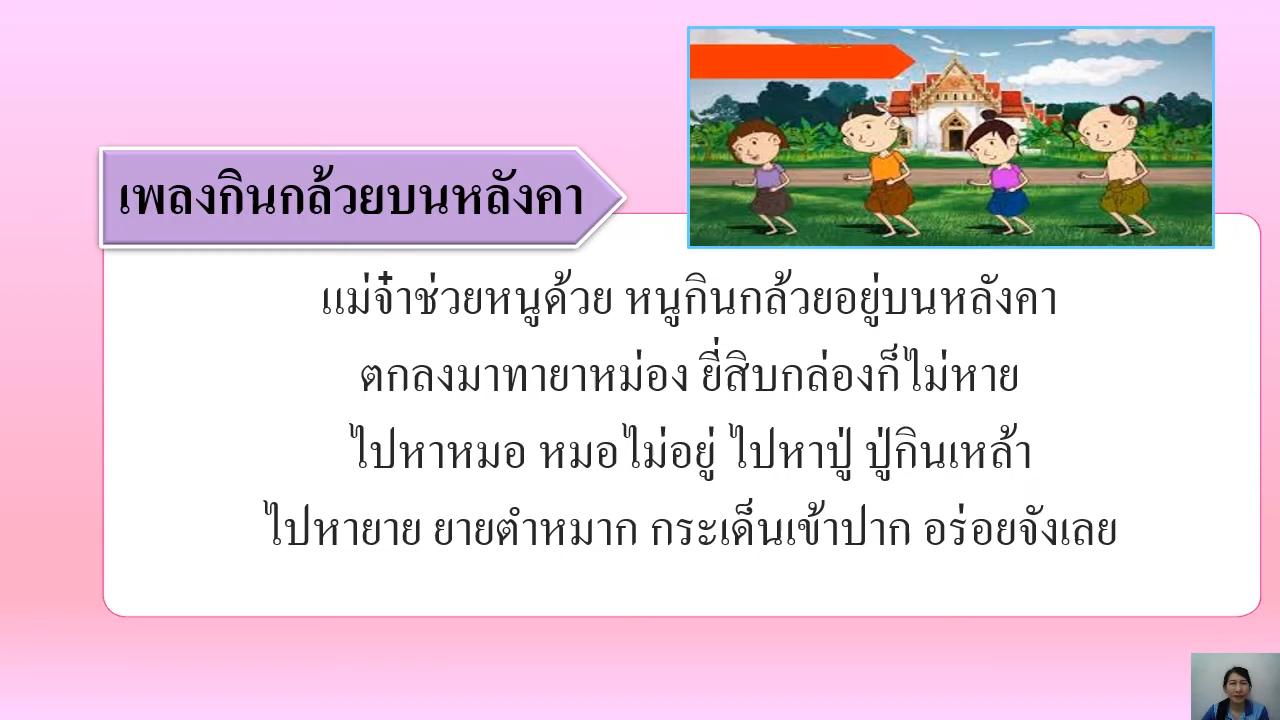 เพลงกินกล้วยบนหลังคา
แม่จ๋าช่วยหนูด้วย หนูกินกล้วยอยู่บนหลังคา
ตกลงมาทายาหม่อง ยี่สิบกล่องก็ไม่หาย
ไปหาหมอ หมอไม่อยู่ ไปหาปู่ ปู่กินเหล้า
ไปหายาย ยายตำหมาก กระเด็นเข้าปาก อร่อยจังเลย